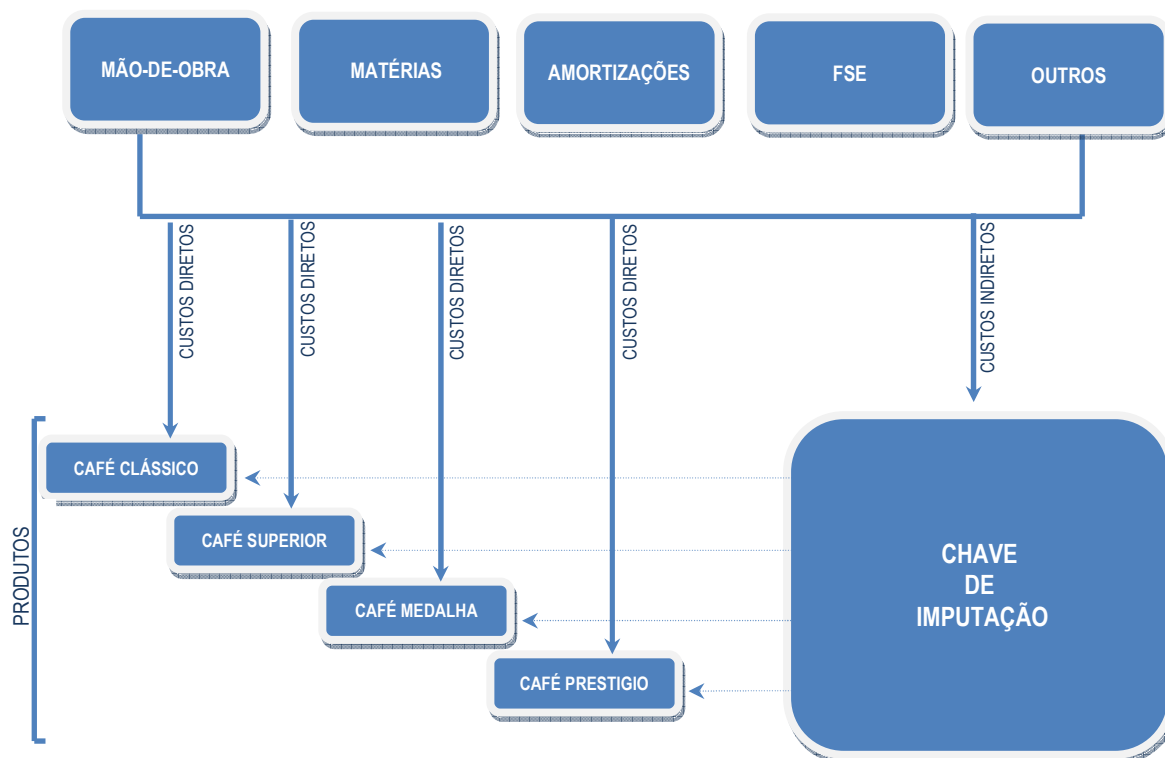 MÃO-DE-OBRA
MATÉRIAS
AMORTIZAÇÕES
FSE
OUTROS
CUSTOS DIRETOS
CUSTOS DIRETOS
CUSTOS DIRETOS
CUSTOS DIRETOS
CUSTOS INDIRETOS
PRODUTOS
CAFÉ CLÁSSICO
CAFÉ SUPERIOR
CAFÉ MEDALHA
CAFÉ PRESTIGIO
CHAVE
DE
IMPUTAÇÃO